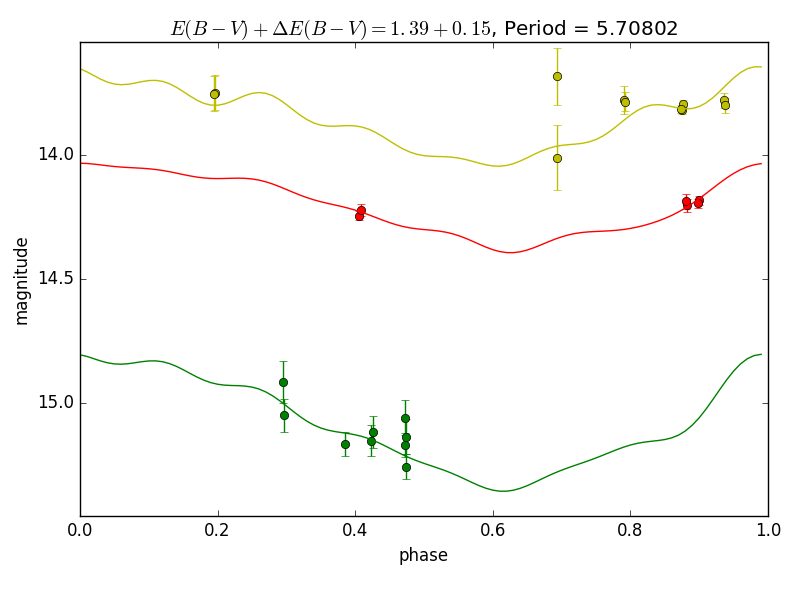 E(B − V) + ΔE(B − V) = 1.39 + 0.15, Period = 5.70802
14.0
14.5
15.0
magnitude
0.0 0.2 0.4 0.6 0.8 1.0
phase